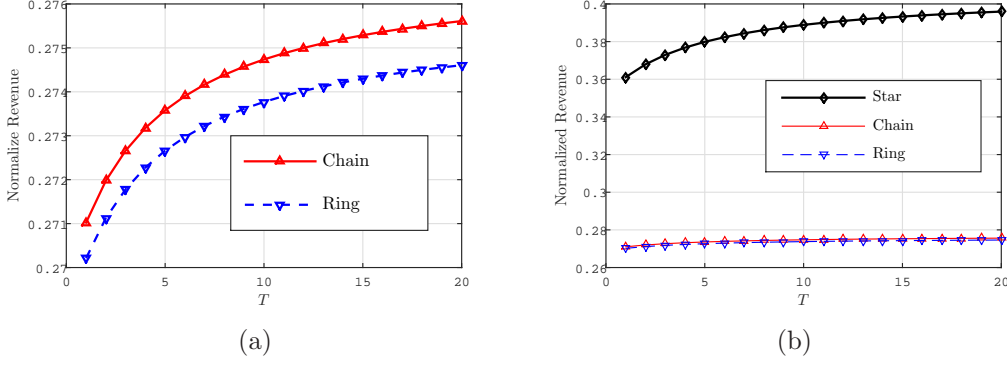 0.276
0.275
0.274
0.273
0.272
0.271
0.27
0
5
10
15
20
Normalize Revenue
T
Chain
Ring
(a)
0.4
0.38
0.36
0.34
0.32
0.3
0.28
0.26
0
5
10
15
20
Normalized Revenue
T
Star
Chain
Ring
(b)